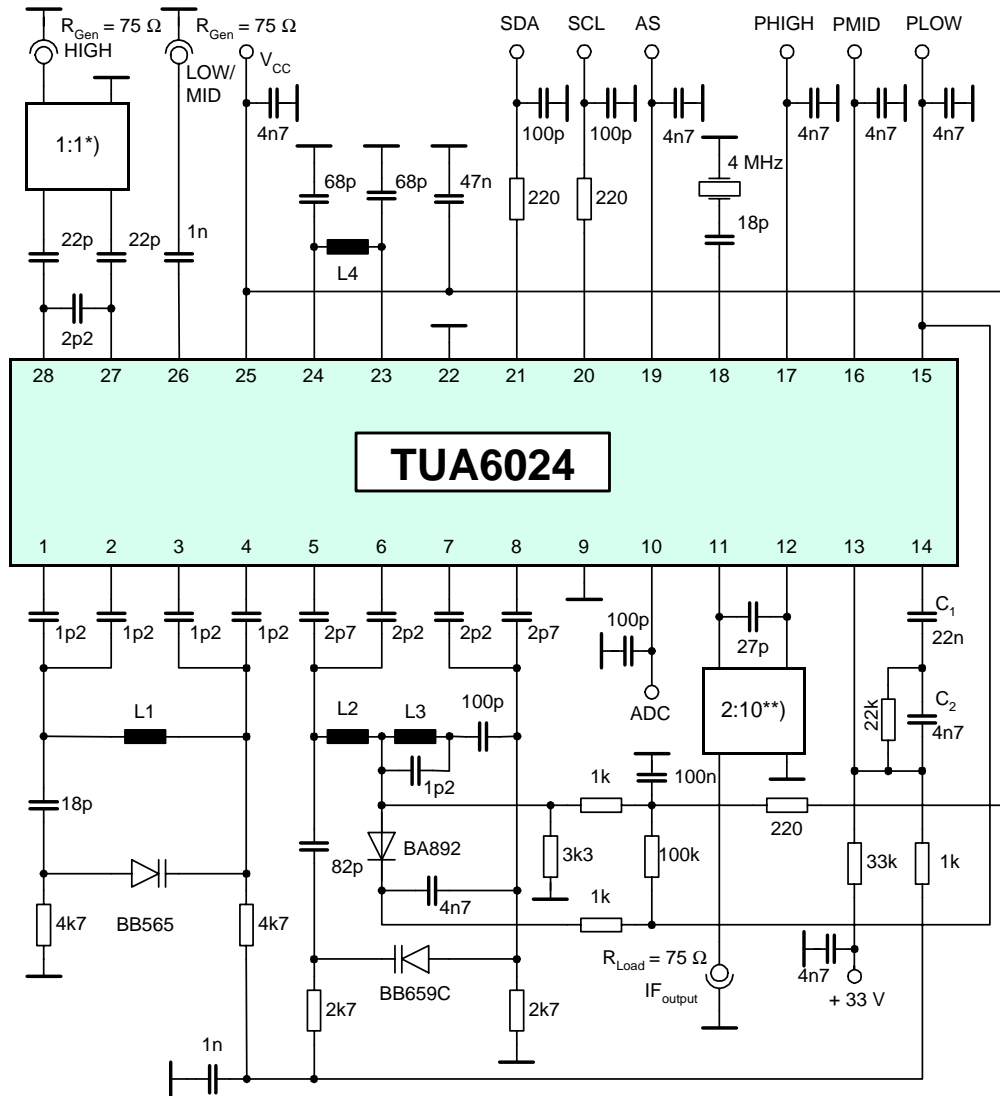 R_Gen = 75 Ω R_Gen = 75 Ω SDA SCL AS PHIGH PMID PLOW
HIGH LOW/ V_CC
MID
4n7 100p 100p 4n7 4n7 4n7 4n7
1:1*)
4 MHz
68p 68p 47n 220 220
18p
22p 22p 1n
L4
2p2
28 27 26 25 24 23 22 21 20 19 18 17 16 15
TUA6024
1 2 3 4 5 6 7 8 9 10 11 12 13 14
1p2 1p2 1p2 1p2 2p7 2p2 2p2 2p7 100p 27p C1
22n
L1 L2 L3 100p ADC 2:10**) 22k C2
4n7
1p2 1k 100n
18p 220
82p BA892 3k3 100k 33k 1k
4n7 1k
4k7 BB565 4k7
R_Load = 75 Ω 4n7
BB659C IF_output + 33 V
2k7 2k7
1n